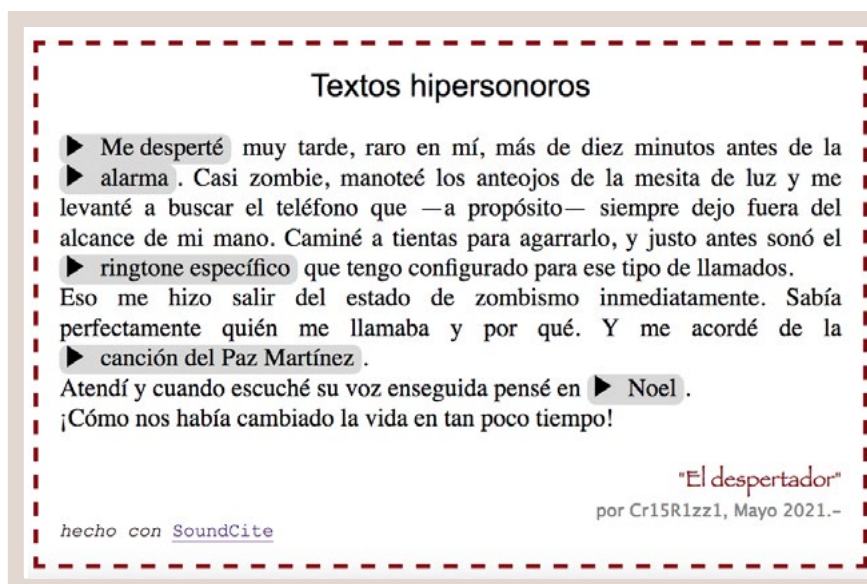 Textos hipersonoros
Me desperté muy tarde, raro en mí, más de diez minutos antes de la
alarma . Casi zombie, manoteé los anteojos de la mesita de luz y me
levanté a buscar el teléfono que —a propósito— siempre dejo fuera del
alcance de mi mano. Caminé a tientas para agarrarlo, y justo antes sonó el
ringtone específico que tengo configurado para ese tipo de llamados.
Eso me hizo salir del estado de zombismo inmediatamente. Sabía
perfectamente quién me llamaba y por qué. Y me acordé de la
canción del Paz Martínez .
Atendí y cuando escuché su voz enseguida pensé en Noel .
¡Cómo nos había cambiado la vida en tan poco tiempo!
"El despertador"
por Cr15R1zz1, Mayo 2021.-
hecho con SoundCite